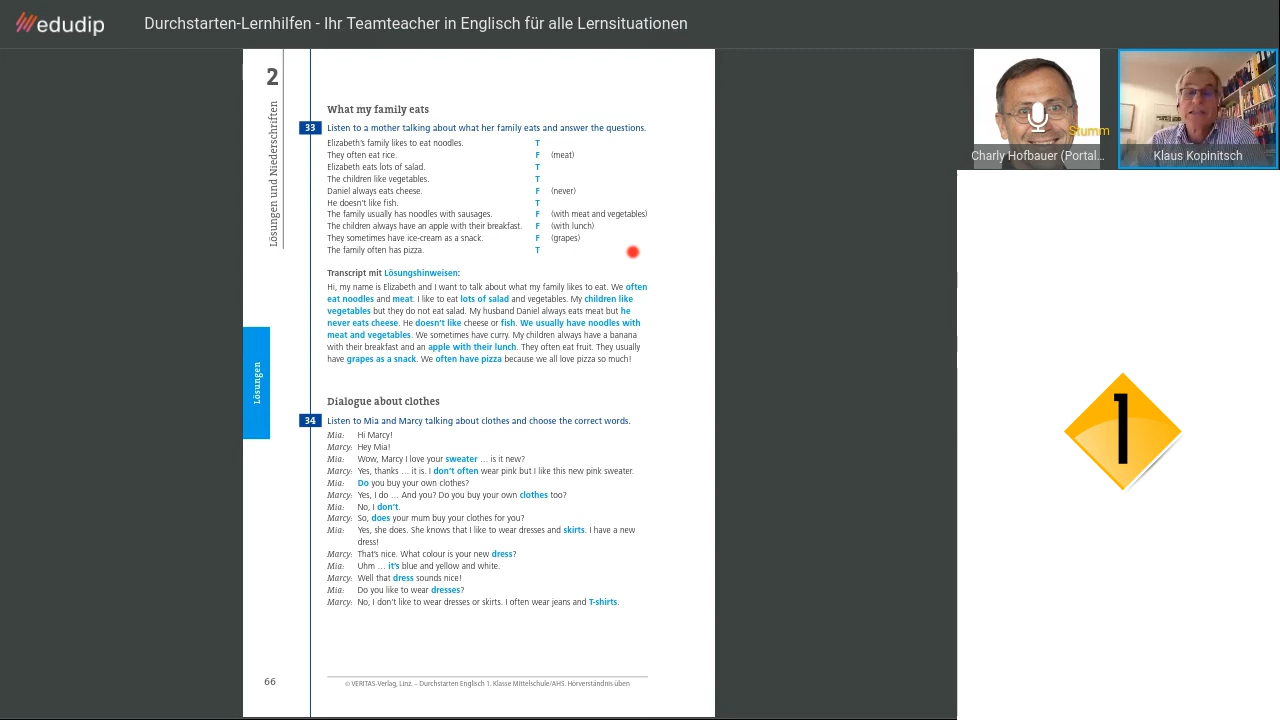 edudip
Durchstarten-Lernhilfen - Ihr Teamteacher in Englisch für alle Lernsituationen
2
Lösungen und Niederschriften
Lösungen
What my family eats
33 Listen to a mother talking about what her family eats and answer the questions.
Elizabeth's family likes to eat noodles. T
They often eat rice. F (meat)
Elizabeth eats lots of salad. T
The children like vegetables. T
Daniel always eats cheese. F (never)
He doesn't like fish. T
The family usually has noodles with sausages. F (with meat and vegetables)
The children always have an apple with their breakfast. F (with lunch)
They sometimes have ice-cream as a snack. F (grapes)
The family often has pizza. T
Transcript mit Lösungshinweisen:
Hi, my name is Elizabeth and I want to talk about what my family likes to eat. We often
eat noodles and meat. I like to eat lots of salad and vegetables. My children like
vegetables but they do not eat salad. My husband Daniel always eats meat but he
never eats cheese. He doesn't like cheese or fish. We usually have noodles with
meat and vegetables. We sometimes have curry. My children always have a banana
with their breakfast and an apple with their lunch. They often eat fruit. They usually
have grapes as a snack. We often have pizza because we all love pizza so much!
Dialogue about clothes
34 Listen to Mia and Marcy talking about clothes and choose the correct words.
Mia: Hi Marcy!
Marcy: Hey Mia!
Mia: Wow, Marcy I love your sweater … is it new?
Marcy: Yes, thanks … it is. I don't often wear pink but I like this new pink sweater.
Mia: Do you buy your own clothes?
Marcy: Yes, I do … And you? Do you buy your own clothes too?
Mia: No, I don't.
Marcy: So, does your mum buy your clothes for you?
Mia: Yes, she does. She knows that I like to wear dresses and skirts. I have a new
dress!
Marcy: That's nice. What colour is your new dress?
Mia: Uhm … it's blue and yellow and white.
Marcy: Well that dress sounds nice!
Mia: Do you like to wear dresses?
Marcy: No, I don't like to wear dresses or skirts. I often wear jeans and T-shirts.
66
© VERITAS-Verlag, Linz. – Durchstarten Englisch 1. Klasse Mittelschule/AHS. Hörverständnis üben
Stumm
Charly Hofbauer (Portal...
Klaus Kopinitsch
1